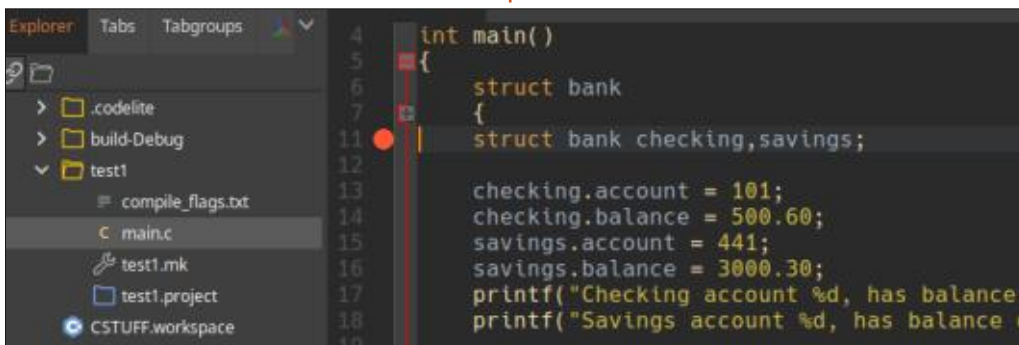 Explorer Tabs Tabgroups
.codelite
build-Debug
test1
compile_flags.txt
C main.c
test1.mk
test1.project
CSTUFF.workspace
4 int main()
5 {
6 struct bank
7 {
11 struct bank checking,savings;
12
13 checking.account = 101;
14 checking.balance = 500.60;
15 savings.account = 441;
16 savings.balance = 3000.30;
17 printf("Checking account %d, has balance
18 printf("Savings account %d, has balance